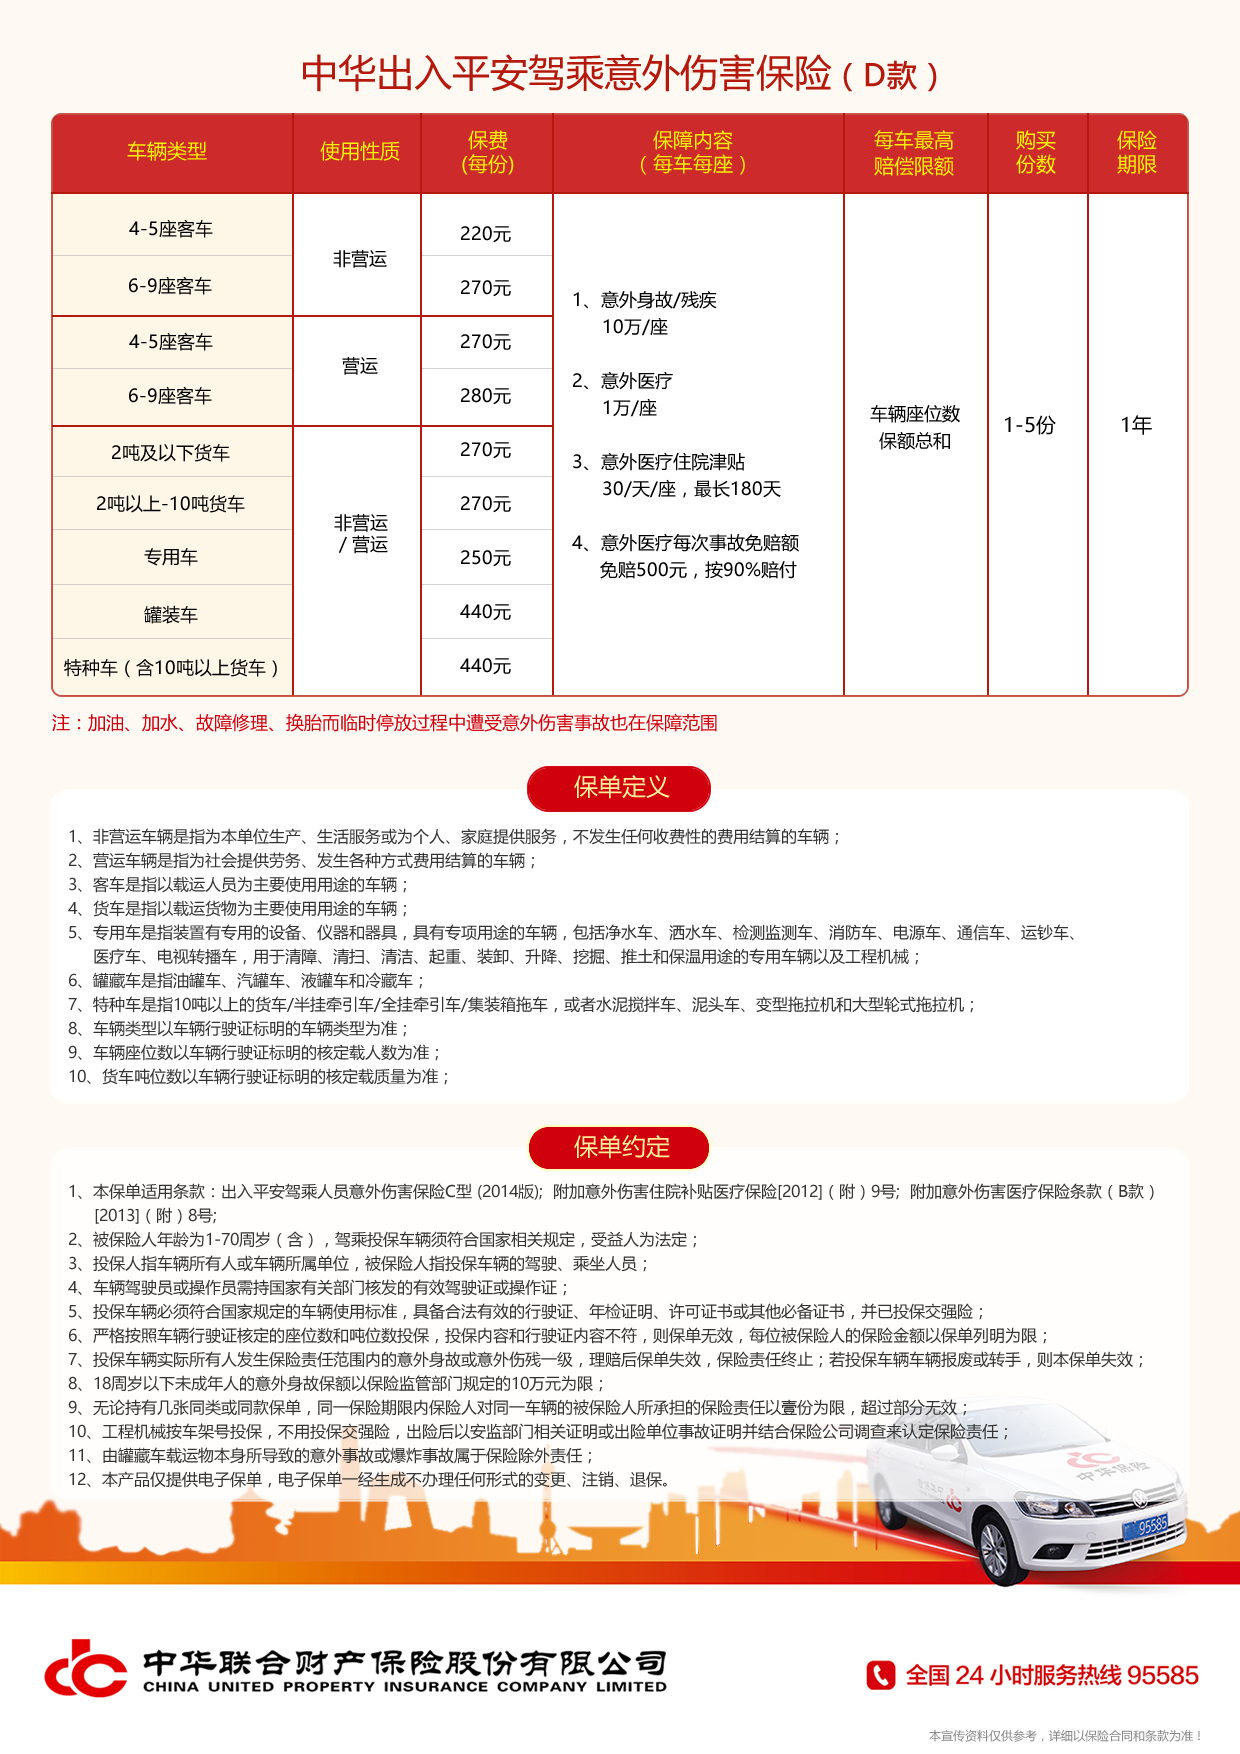 中华出入平安驾乘意外伤害保险（D款）
车辆类型
使用性质
保费
(每份)
保障内容
（每车每座）
每车最高
赔偿限额
购买
份数
保险
期限
4-5座客车
非营运
220元
6-9座客车
270元
4-5座客车
营运
270元
6-9座客车
280元
2吨及以下货车
非营运
/ 营运
270元
2吨以上-10吨货车
270元
专用车
250元
罐装车
440元
特种车（含10吨以上货车）
440元
1、意外身故/残疾
10万/座
2、意外医疗
1万/座
3、意外医疗住院津贴
30/天/座，最长180天
4、意外医疗每次事故免赔额
免赔500元，按90%赔付
车辆座位数
保额总和
1-5份
1年
注：加油、加水、故障修理、换胎而临时停放过程中遭受意外伤害事故也在保障范围
保单定义
1、非营运车辆是指为本单位生产、生活服务或为个人、家庭提供服务，不发生任何收费性的费用结算的车辆；
2、营运车辆是指为社会提供劳务、发生各种方式费用结算的车辆；
3、客车是指以载运人员为主要使用用途的车辆；
4、货车是指以载运货物为主要使用用途的车辆；
5、专用车是指装置有专用的设备、仪器和器具，具有专项用途的车辆，包括净水车、洒水车、检测监测车、消防车、电源车、通信车、运钞车、
医疗车、电视转播车，用于清障、清扫、清洁、起重、装卸、升降、挖掘、推土和保温用途的专用车辆以及工程机械；
6、罐藏车是指油罐车、汽罐车、液罐车和冷藏车；
7、特种车是指10吨以上的货车/半挂牵引车/全挂牵引车/集装箱拖车，或者水泥搅拌车、泥头车、变型拖拉机和大型轮式拖拉机；
8、车辆类型以车辆行驶证标明的车辆类型为准；
9、车辆座位数以车辆行驶证标明的核定载人数为准；
10、货车吨位数以车辆行驶证标明的核定载质量为准；
保单约定
1、本保单适用条款：出入平安驾乘人员意外伤害保险C型 (2014版);  附加意外伤害住院补贴医疗保险[2012]（附）9号;  附加意外伤害医疗保险条款（B款）
[2013]（附）8号;
2、被保险人年龄为1-70周岁（含），驾乘投保车辆须符合国家相关规定，受益人为法定；
3、投保人指车辆所有人或车辆所属单位，被保险人指投保车辆的驾驶、乘坐人员；
4、车辆驾驶员或操作员需持国家有关部门核发的有效驾驶证或操作证；
5、投保车辆必须符合国家规定的车辆使用标准，具备合法有效的行驶证、年检证明、许可证书或其他必备证书，并已投保交强险；
6、严格按照车辆行驶证核定的座位数和吨位数投保，投保内容和行驶证内容不符，则保单无效，每位被保险人的保险金额以保单列明为限；
7、投保车辆实际所有人发生保险责任范围内的意外身故或意外伤残一级，理赔后保单失效，保险责任终止；若投保车辆车辆报废或转手，则本保单失效；
8、18周岁以下未成年人的意外身故保额以保险监管部门规定的10万元为限；
9、无论持有几张同类或同款保单，同一保险期限内保险人对同一车辆的被保险人所承担的保险责任以壹份为限，超过部分无效；
10、工程机械按车架号投保，不用投保交强险，出险后以安监部门相关证明或出险单位事故证明并结合保险公司调查来认定保险责任；
11、由罐藏车载运物本身所导致的意外事故或爆炸事故属于保险除外责任；
12、本产品仅提供电子保单，电子保单一经生成不办理任何形式的变更、注销、退保。
中华保险
95585
中华联合财产保险股份有限公司
CHINA UNITED PROPERTY INSURANCE COMPANY LIMITED
全国 24 小时服务热线 95585
本宣传资料仅供参考，详细以保险合同和条款为准！